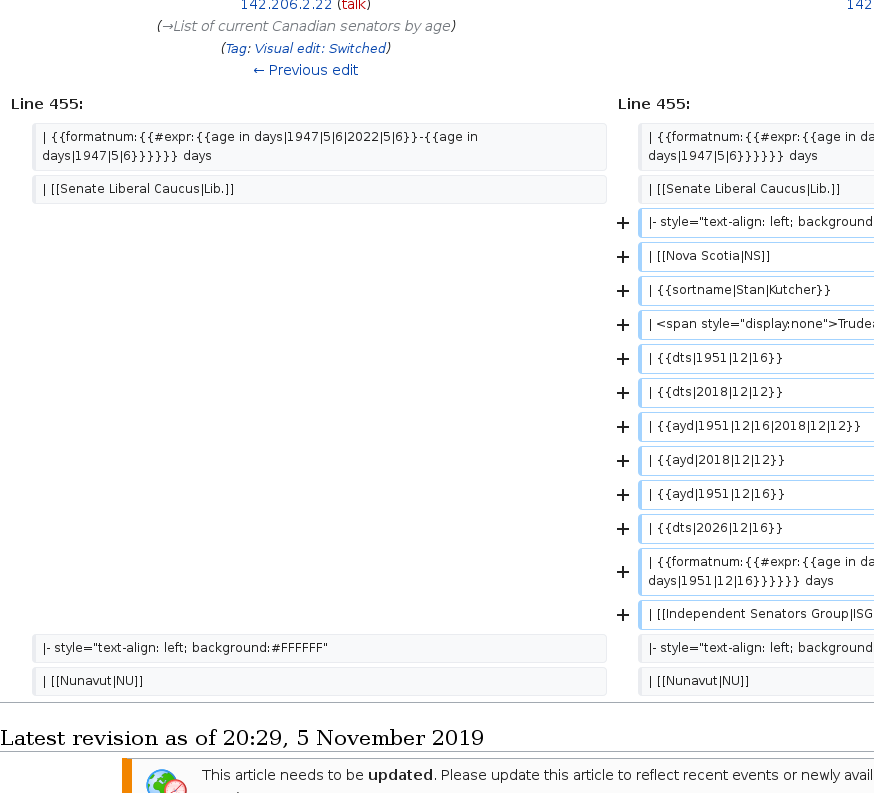 142.206.2.22 (talk)
142
(→List of current Canadian senators by age)
(Tag: Visual edit: Switched)
← Previous edit
Line 455:
Line 455:
| {{formatnum:{{#expr:{{age in days|1947|5|6|2022|5|6}}-{{age in
days|1947|5|6}}}}}} days
| {{formatnum:{{#expr:{{age in da
days|1947|5|6}}}}}} days
| [[Senate Liberal Caucus|Lib.]]
| [[Senate Liberal Caucus|Lib.]]
+ |- style="text-align: left; background
+ | [[Nova Scotia|NS]]
+ | {{sortname|Stan|Kutcher}}
+ | <span style="display:none">Trudea
+ | {{dts|1951|12|16}}
+ | {{dts|2018|12|12}}
+ | {{ayd|1951|12|16|2018|12|12}}
+ | {{ayd|2018|12|12}}
+ | {{ayd|1951|12|16}}
+ | {{dts|2026|12|16}}
+ | {{formatnum:{{#expr:{{age in da
days|1951|12|16}}}}}} days
+ | [[Independent Senators Group|ISG
|- style="text-align: left; background:#FFFFFF"
|- style="text-align: left; background
| [[Nunavut|NU]]
| [[Nunavut|NU]]
Latest revision as of 20:29, 5 November 2019
This article needs to be updated. Please update this article to reflect recent events or newly avail